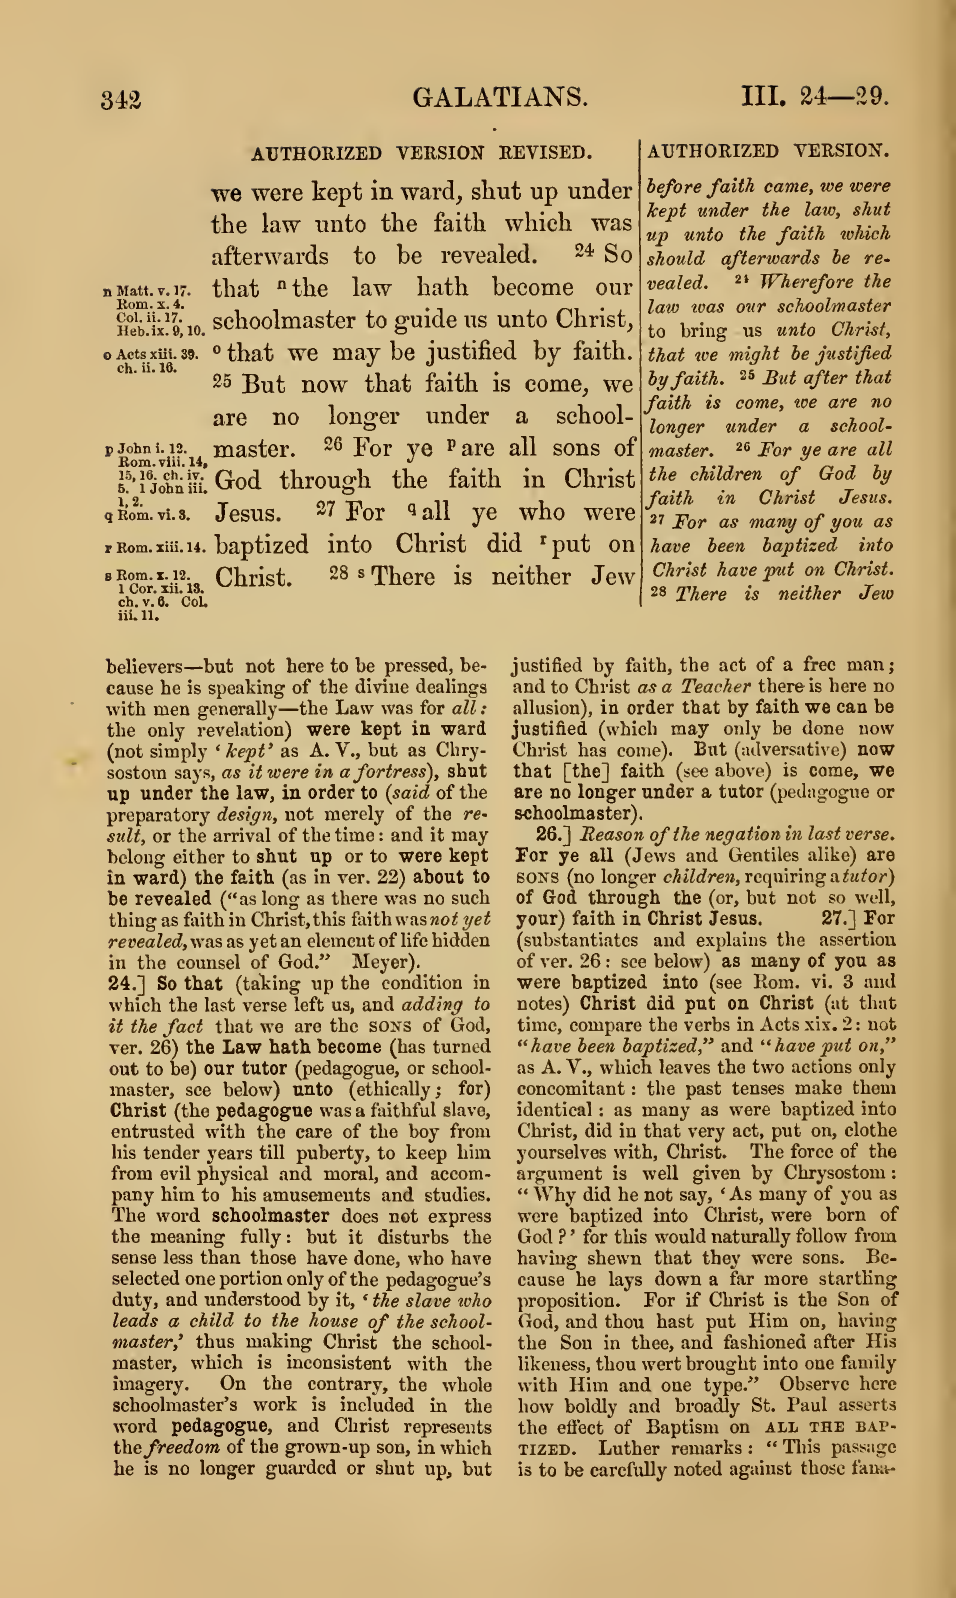 342
GALATIANS.
III. 24—29.
AUTHORIZED VERSION REVISED.
we were kept in ward, shut up under
the law unto the faith which was
afterwards to be revealed. 24 So
that n the law hath become our
schoolmaster to guide us unto Christ,
o that we may be justified by faith.
25 But now that faith is come, we
are no longer under a school-
master. 26 For ye p are all sons of
God through the faith in Christ
Jesus. 27 For q all ye who were
baptized into Christ did r put on
Christ. 28 s There is neither Jew
n Matt. v. 17.
Rom. x. 4.
Col. ii. 17.
Heb. ix. 9, 10.
o Acts xiii. 39.
ch. ii. 16.
p John i. 12.
Rom. viii. 14,
15, 16. ch. iv.
5. 1 John iii.
1, 2.
q Rom. vi. 3.
r Rom. xiii. 14.
s Rom. x. 12.
1 Cor. xii. 13.
ch. v. 6. Col.
iii. 11.
AUTHORIZED VERSION.
before faith came, we were
kept under the law, shut
up unto the faith which
should afterwards be re-
vealed. 24 Wherefore the
law was our schoolmaster
to bring us unto Christ,
that we might be justified
by faith. 25 But after that
faith is come, we are no
longer under a school-
master. 26 For ye are all
the children of God by
faith in Christ Jesus.
27 For as many of you as
have been baptized into
Christ have put on Christ.
28 There is neither Jew
believers—but not here to be pressed, be-
cause he is speaking of the divine dealings
with men generally—the Law was for all:
the only revelation) were kept in ward
(not simply ‘kept’ as A. V., but as Chry-
sostom says, as it were in a fortress), shut
up under the law, in order to (said of the
preparatory design, not merely of the re-
sult, or the arrival of the time: and it may
belong either to shut up or to were kept
in ward) the faith (as in ver. 22) about to
be revealed (“as long as there was no such
thing as faith in Christ, this faith was not yet
revealed, was as yet an element of life hidden
in the counsel of God.” Meyer).
24.] So that (taking up the condition in
which the last verse left us, and adding to
it the fact that we are the SONS of God,
ver. 26) the Law hath become (has turned
out to be) our tutor (pedagogue, or school-
master, see below) unto (ethically; for)
Christ (the pedagogue was a faithful slave,
entrusted with the care of the boy from
his tender years till puberty, to keep him
from evil physical and moral, and accom-
pany him to his amusements and studies.
The word schoolmaster does not express
the meaning fully: but it disturbs the
sense less than those have done, who have
selected one portion only of the pedagogue's
duty, and understood by it, ‘the slave who
leads a child to the house of the school-
master,’ thus making Christ the school-
master, which is inconsistent with the
imagery. On the contrary, the whole
schoolmaster's work is included in the
word pedagogue, and Christ represents
the freedom of the grown-up son, in which
he is no longer guarded or shut up, but
justified by faith, the act of a free man;
and to Christ as a Teacher there is here no
allusion), in order that by faith we can be
justified (which may only be done now
Christ has come). But (adversative) now
that [the] faith (see above) is come, we
are no longer under a tutor (pedagogue or
schoolmaster).
26.] Reason of the negation in last verse.
For ye all (Jews and Gentiles alike) are
SONS (no longer children, requiring a tutor)
of God through the (or, but not so well,
your) faith in Christ Jesus. 27.] For
(substantiates and explains the assertion
of ver. 26: see below) as many of you as
were baptized into (see Rom. vi. 3 and
notes) Christ did put on Christ (at that
time, compare the verbs in Acts xix. 2: not
“have been baptized,” and “have put on,”
as A. V., which leaves the two actions only
concomitant: the past tenses make them
identical: as many as were baptized into
Christ, did in that very act, put on, clothe
yourselves with, Christ. The force of the
argument is well given by Chrysostom:
“Why did he not say, ‘As many of you as
were baptized into Christ, were born of
God?’ for this would naturally follow from
having shewn that they were sons. Be-
cause he lays down a far more startling
proposition. For if Christ is the Son of
God, and thou hast put Him on, having
the Son in thee, and fashioned after His
likeness, thou wert brought into one family
with Him and one type.” Observe here
how boldly and broadly St. Paul asserts
the effect of Baptism on ALL THE BAP-
TIZED. Luther remarks: “This passage
is to be carefully noted against those fana-